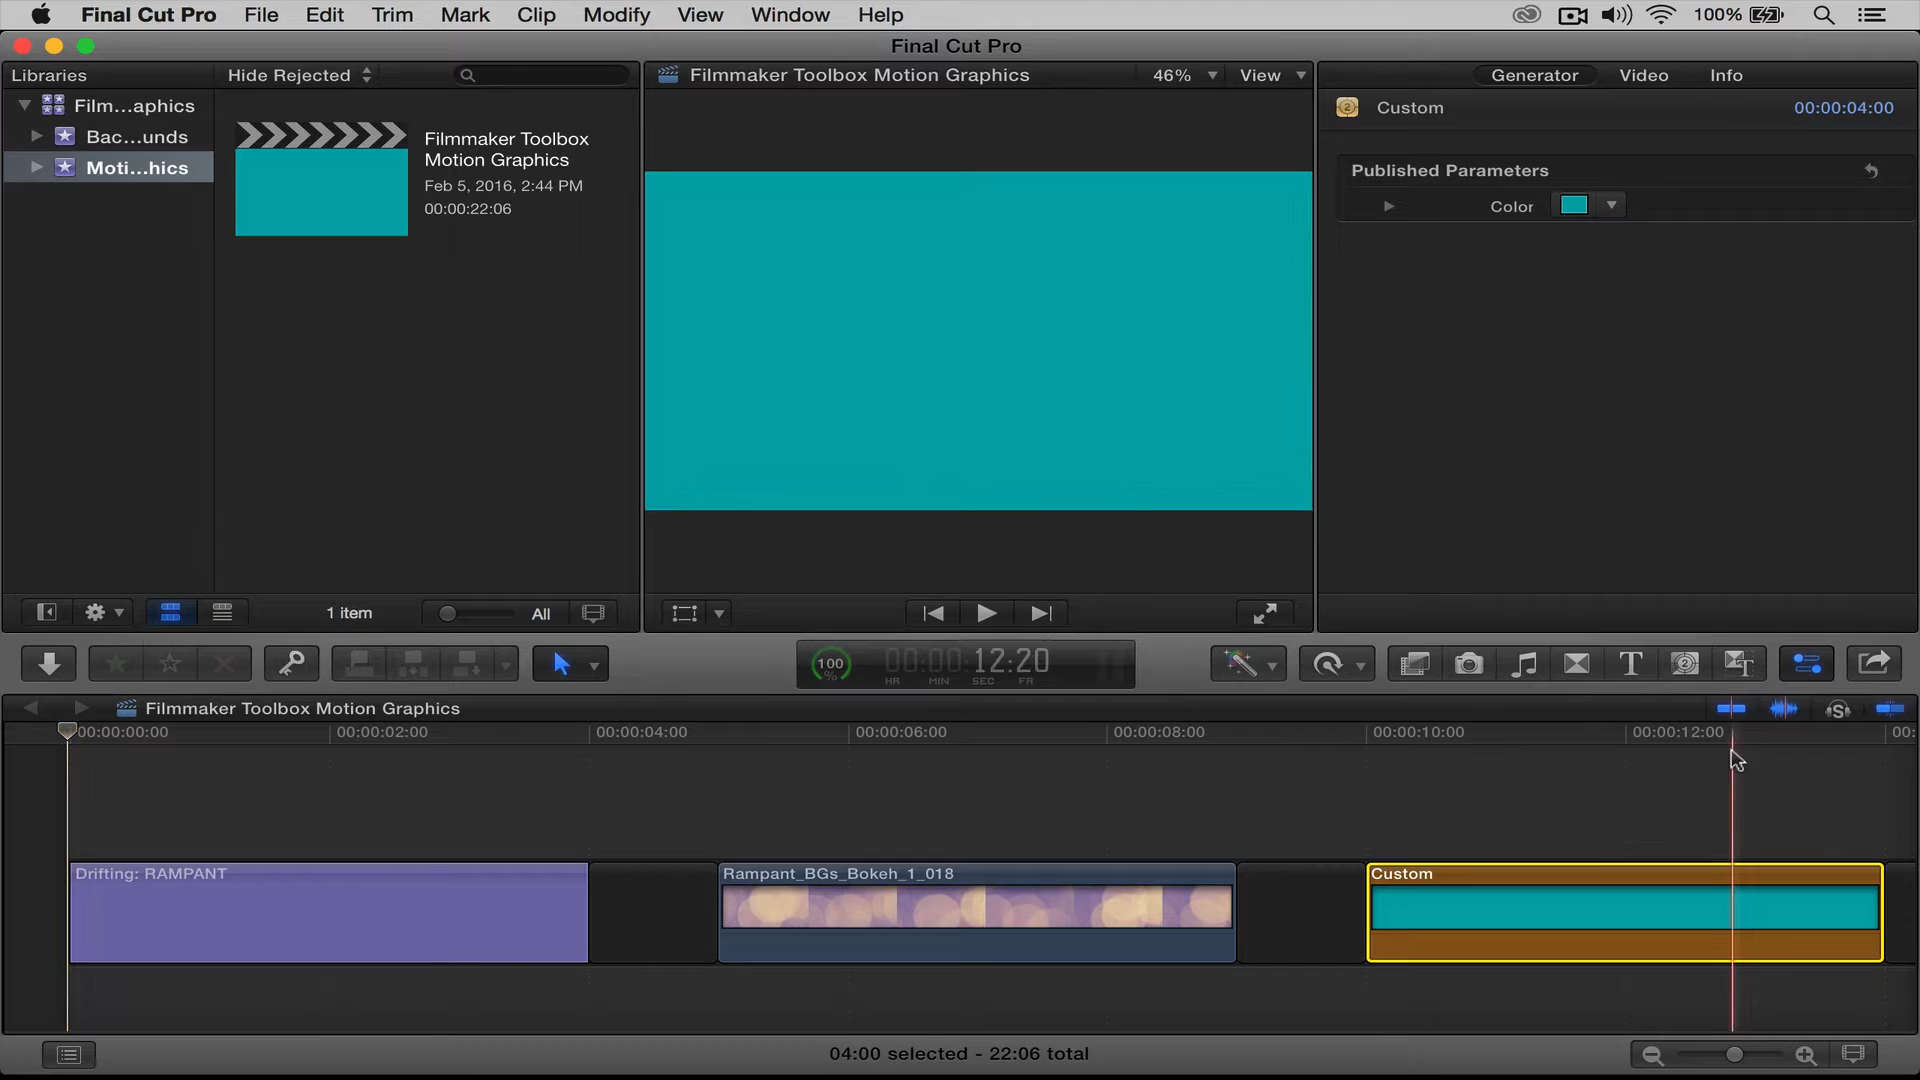 Final Cut Pro File Edit Trim Mark Clip Modify View Window Help 100%
Final Cut Pro
Libraries Hide Rejected Filmmaker Toolbox Motion Graphics 46% View Generator Video Info
Film...aphics
Bac...unds
Moti...hics
Filmmaker Toolbox
Motion Graphics
Feb 5, 2016, 2:44 PM
00:00:22:06
Custom 00:00:04:00
Published Parameters
Color
1 item All
100 % 00:00:12:20
HR MIN SEC FR
Filmmaker Toolbox Motion Graphics
00:00:00:00 00:00:02:00 00:00:04:00 00:00:06:00 00:00:08:00 00:00:10:00 00:00:12:00 00:
Drifting: RAMPANT Rampant_BGs_Bokeh_1_018 Custom
04:00 selected - 22:06 total